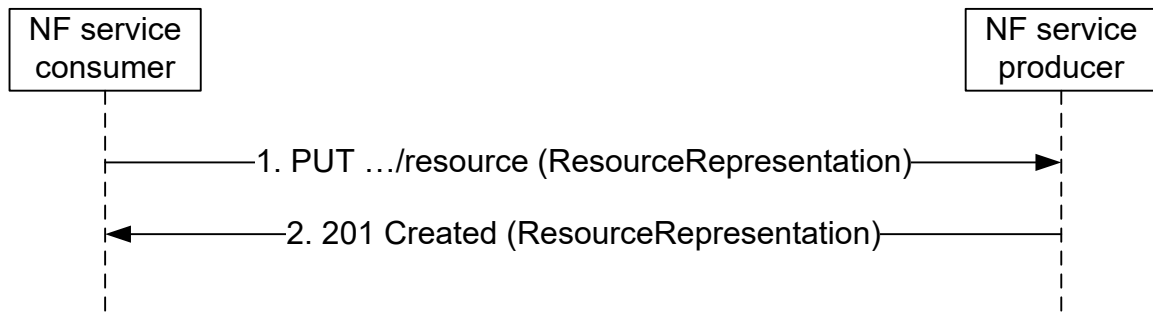 NF service
consumer
NF service
producer
1. PUT …/resource (ResourceRepresentation)
2. 201 Created (ResourceRepresentation)